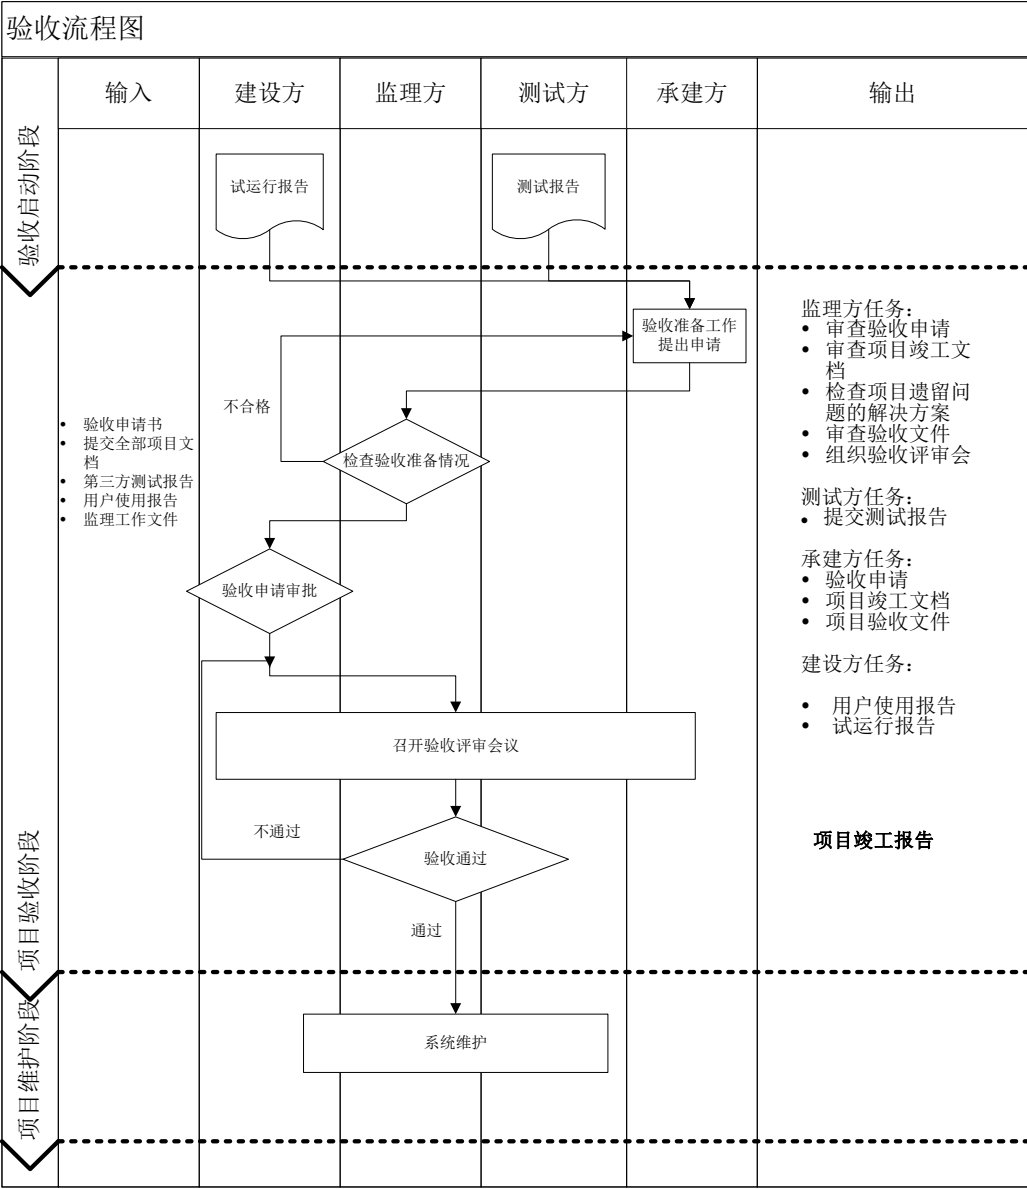 验收流程图
输入
建设方
监理方
测试方
承建方
输出
验收启动阶段
试运行报告
测试报告
验收准备工作
提出申请
不合格
检查验收准备情况
• 验收申请书
• 提交全部项目文
档
• 第三方测试报告
• 用户使用报告
• 监理工作文件
验收申请审批
召开验收评审会议
不通过
验收通过
通过
监理方任务：
• 审查验收申请
• 审查项目竣工文
档
• 检查项目遗留问
题的解决方案
• 审查验收文件
• 组织验收评审会
测试方任务：
• 提交测试报告
承建方任务：
• 验收申请
• 项目竣工文档
• 项目验收文件
建设方任务：
• 用户使用报告
• 试运行报告
项目竣工报告
项目验收阶段
系统维护
项目维护阶段